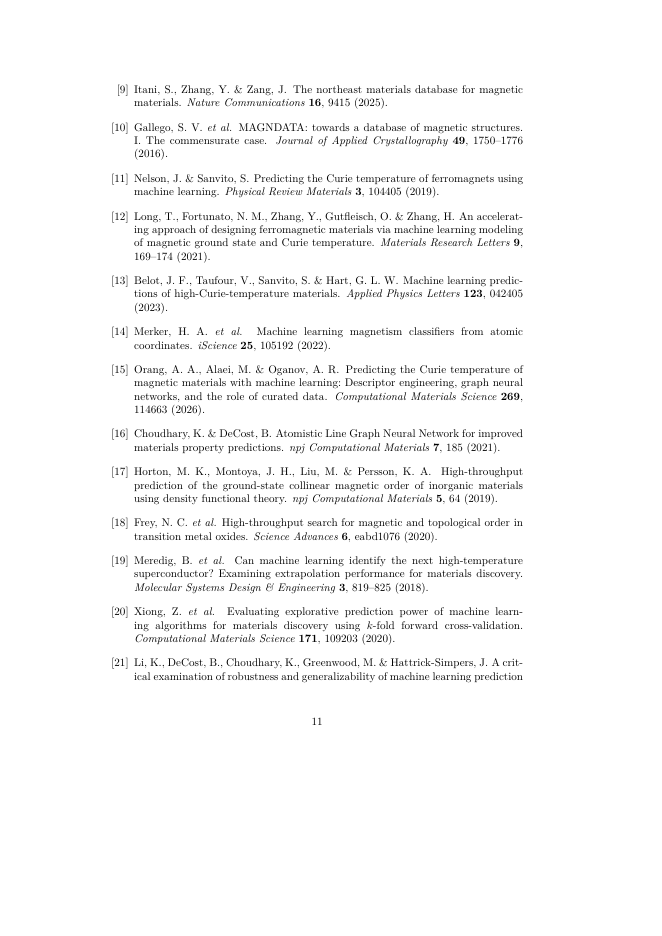 [9] Itani, S., Zhang, Y. & Zang, J. The northeast materials database for magnetic
materials. Nature Communications 16, 9415 (2025).
[10] Gallego, S. V. et al. MAGNDATA: towards a database of magnetic structures.
I. The commensurate case. Journal of Applied Crystallography 49, 1750–1776
(2016).
[11] Nelson, J. & Sanvito, S. Predicting the Curie temperature of ferromagnets using
machine learning. Physical Review Materials 3, 104405 (2019).
[12] Long, T., Fortunato, N. M., Zhang, Y., Gutfleisch, O. & Zhang, H. An accelerat-
ing approach of designing ferromagnetic materials via machine learning modeling
of magnetic ground state and Curie temperature. Materials Research Letters 9,
169–174 (2021).
[13] Belot, J. F., Taufour, V., Sanvito, S. & Hart, G. L. W. Machine learning predic-
tions of high-Curie-temperature materials. Applied Physics Letters 123, 042405
(2023).
[14] Merker, H. A. et al. Machine learning magnetism classifiers from atomic
coordinates. iScience 25, 105192 (2022).
[15] Orang, A. A., Alaei, M. & Oganov, A. R. Predicting the Curie temperature of
magnetic materials with machine learning: Descriptor engineering, graph neural
networks, and the role of curated data. Computational Materials Science 269,
114663 (2026).
[16] Choudhary, K. & DeCost, B. Atomistic Line Graph Neural Network for improved
materials property predictions. npj Computational Materials 7, 185 (2021).
[17] Horton, M. K., Montoya, J. H., Liu, M. & Persson, K. A. High-throughput
prediction of the ground-state collinear magnetic order of inorganic materials
using density functional theory. npj Computational Materials 5, 64 (2019).
[18] Frey, N. C. et al. High-throughput search for magnetic and topological order in
transition metal oxides. Science Advances 6, eabd1076 (2020).
[19] Meredig, B. et al. Can machine learning identify the next high-temperature
superconductor? Examining extrapolation performance for materials discovery.
Molecular Systems Design & Engineering 3, 819–825 (2018).
[20] Xiong, Z. et al. Evaluating explorative prediction power of machine learn-
ing algorithms for materials discovery using k-fold forward cross-validation.
Computational Materials Science 171, 109203 (2020).
[21] Li, K., DeCost, B., Choudhary, K., Greenwood, M. & Hattrick-Simpers, J. A crit-
ical examination of robustness and generalizability of machine learning prediction
11